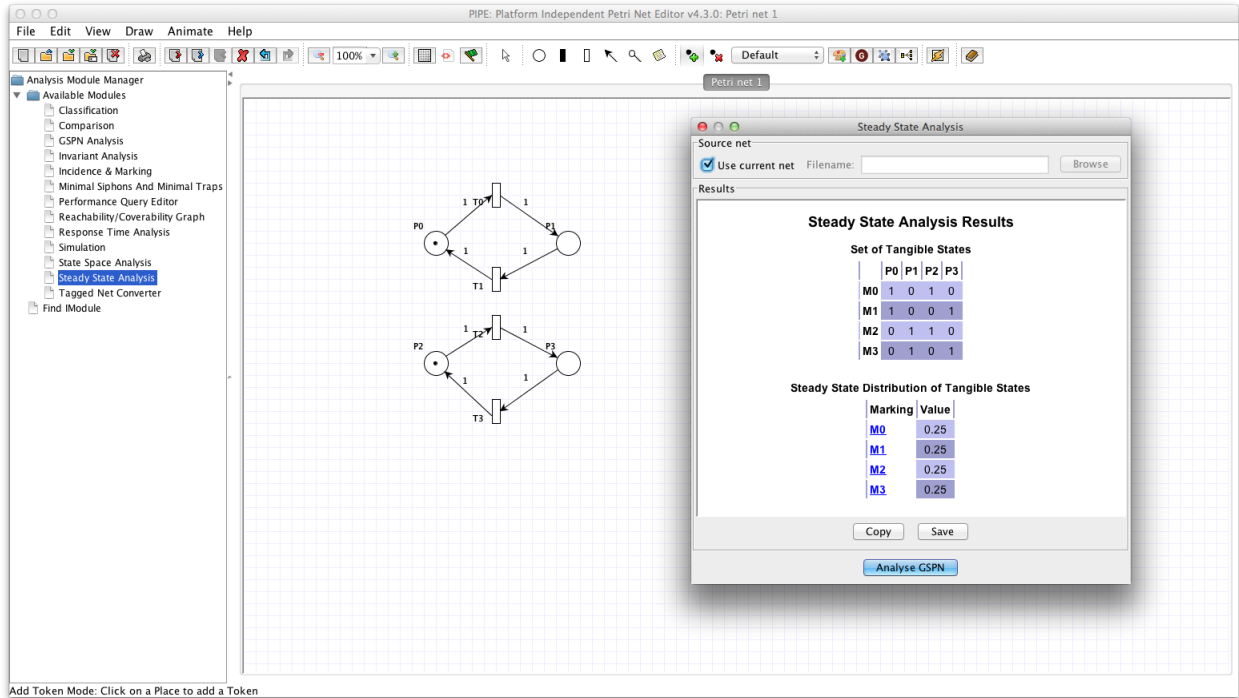 PIPE: Platform Independent Petri Net Editor v4.3.0: Petri net 1
File Edit View Draw Animate Help
100% Default
Analysis Module Manager
Available Modules
Classification
Comparison
GSPN Analysis
Invariant Analysis
Incidence & Marking
Minimal Siphons And Minimal Traps
Performance Query Editor
Reachability/Coverability Graph
Response Time Analysis
Simulation
State Space Analysis
Steady State Analysis
Tagged Net Converter
Find IModule
Petri net 1
1 T0 1
P0 P1
1 1
T1
1 T2 1
P2 P3
1 1
T3
Steady State Analysis
Source net
Use current net Filename: Browse
Results
Steady State Analysis Results
Set of Tangible States
P0 P1 P2 P3
M0 1 0 1 0
M1 1 0 0 1
M2 0 1 1 0
M3 0 1 0 1
Steady State Distribution of Tangible States
Marking Value
M0 0.25
M1 0.25
M2 0.25
M3 0.25
Copy Save
Analyse GSPN
Add Token Mode: Click on a Place to add a Token